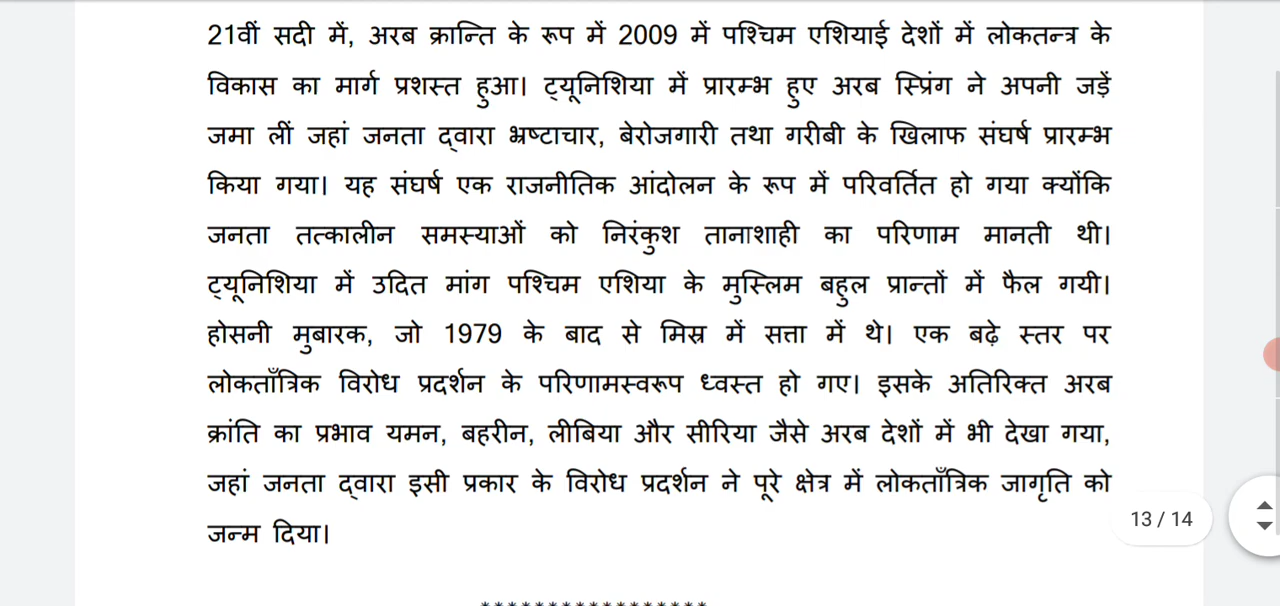 21वीं सदी में, अरब क्रान्ति के रूप में 2009 में पश्चिम एशियाई देशों में लोकतन्त्र के
विकास का मार्ग प्रशस्त हुआ। ट्यूनिशिया में प्रारम्भ हुए अरब स्प्रिंग ने अपनी जड़ें
जमा लीं जहां जनता द्वारा भ्रष्टाचार, बेरोजगारी तथा गरीबी के खिलाफ संघर्ष प्रारम्भ
किया गया। यह संघर्ष एक राजनीतिक आंदोलन के रूप में परिवर्तित हो गया क्योंकि
जनता तत्कालीन समस्याओं को निरंकुश तानाशाही का परिणाम मानती थी।
ट्यूनिशिया में उदित मांग पश्चिम एशिया के मुस्लिम बहुल प्रान्तों में फैल गयी।
होसनी मुबारक, जो 1979 के बाद से मिस्र में सत्ता में थे। एक बढ़े स्तर पर
लोकताँत्रिक विरोध प्रदर्शन के परिणामस्वरूप ध्वस्त हो गए। इसके अतिरिक्त अरब
क्रांति का प्रभाव यमन, बहरीन, लीबिया और सीरिया जैसे अरब देशों में भी देखा गया,
जहां जनता द्वारा इसी प्रकार के विरोध प्रदर्शन ने पूरे क्षेत्र में लोकताँत्रिक जागृति को
जन्म दिया।
13 / 14
*****************